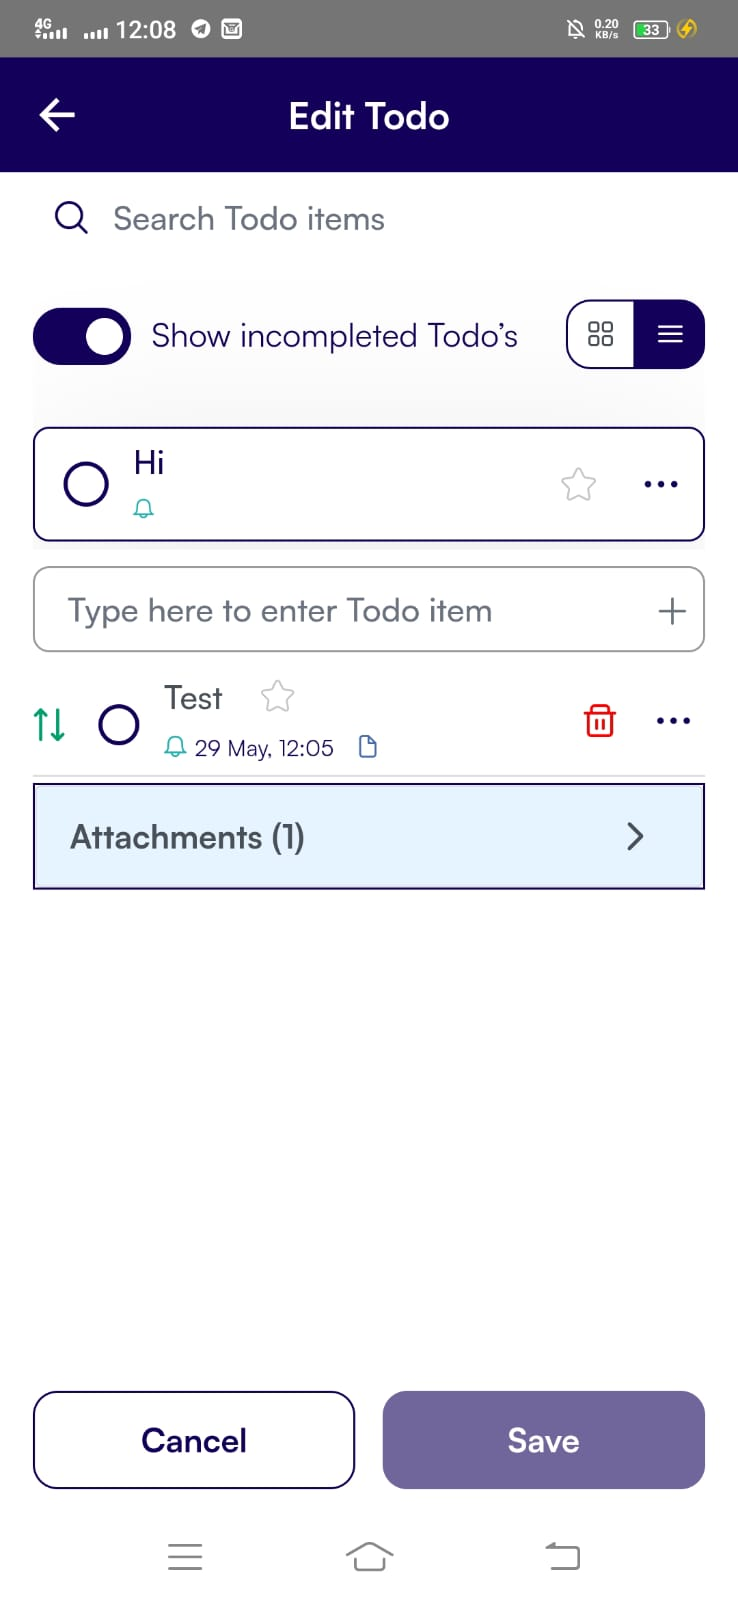 4G 12:08 0.20 KB/s 33
Edit Todo
Search Todo items
Show incompleted Todo’s
Hi
Type here to enter Todo item
Test
29 May, 12:05
Attachments (1)
Cancel Save